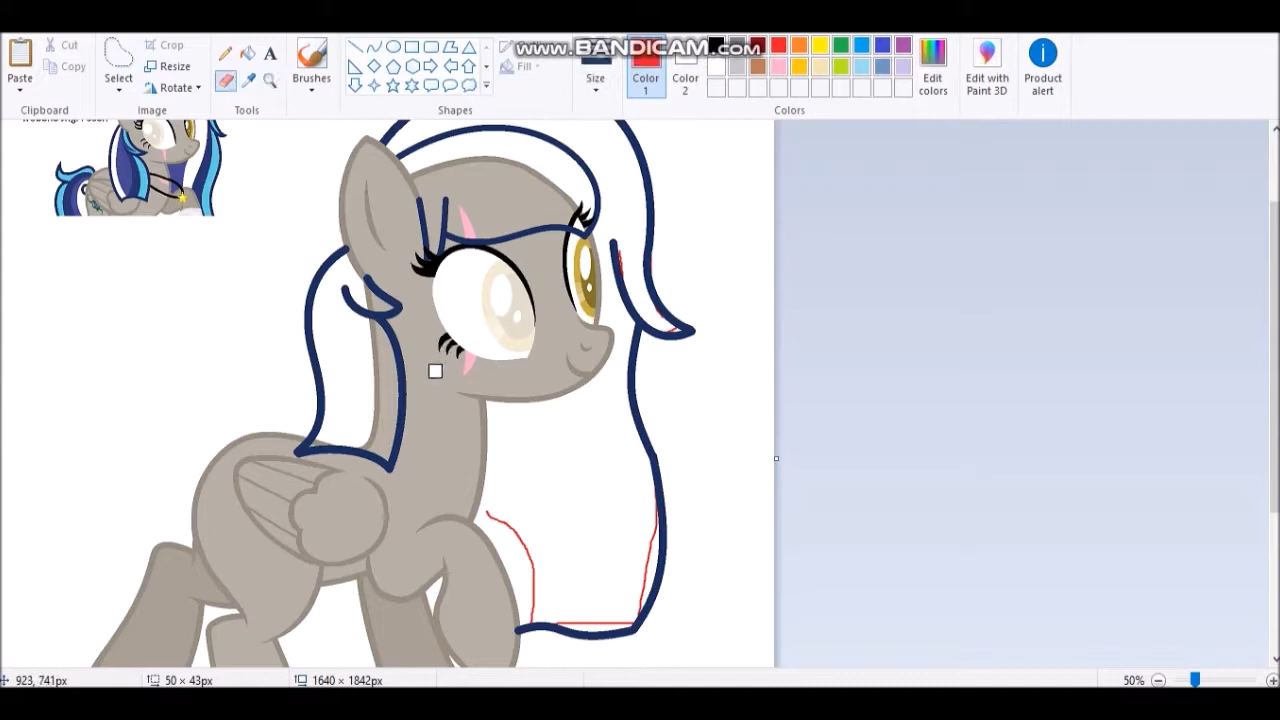 www.BANDICAM.com
Cut
Crop
Copy
Resize
Paste
Select
Rotate
Brushes
Fill
Size
Color
1
Color
2
Edit
colors
Edit with
Paint 3D
Product
alert
Clipboard
Image
Tools
Shapes
Colors
923, 741px
50 × 43px
1640 × 1842px
50%